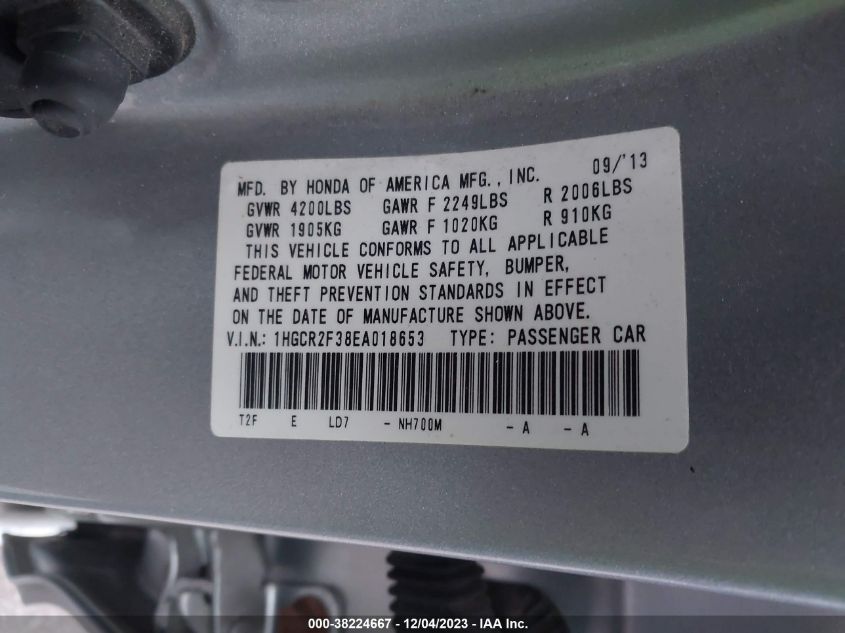 MFD. BY HONDA OF AMERICA MFG., INC. 09/'13
GVWR 4200LBS GAWR F 2249LBS R 2006LBS
GVWR 1905KG GAWR F 1020KG R 910KG
THIS VEHICLE CONFORMS TO ALL APPLICABLE
FEDERAL MOTOR VEHICLE SAFETY, BUMPER,
AND THEFT PREVENTION STANDARDS IN EFFECT
ON THE DATE OF MANUFACTURE SHOWN ABOVE.
V.I.N.: 1HGCR2F38EA018653 TYPE: PASSENGER CAR
T2F E LD7 - NH700M - A - A
000-38224667 - 12/04/2023 - IAA Inc.